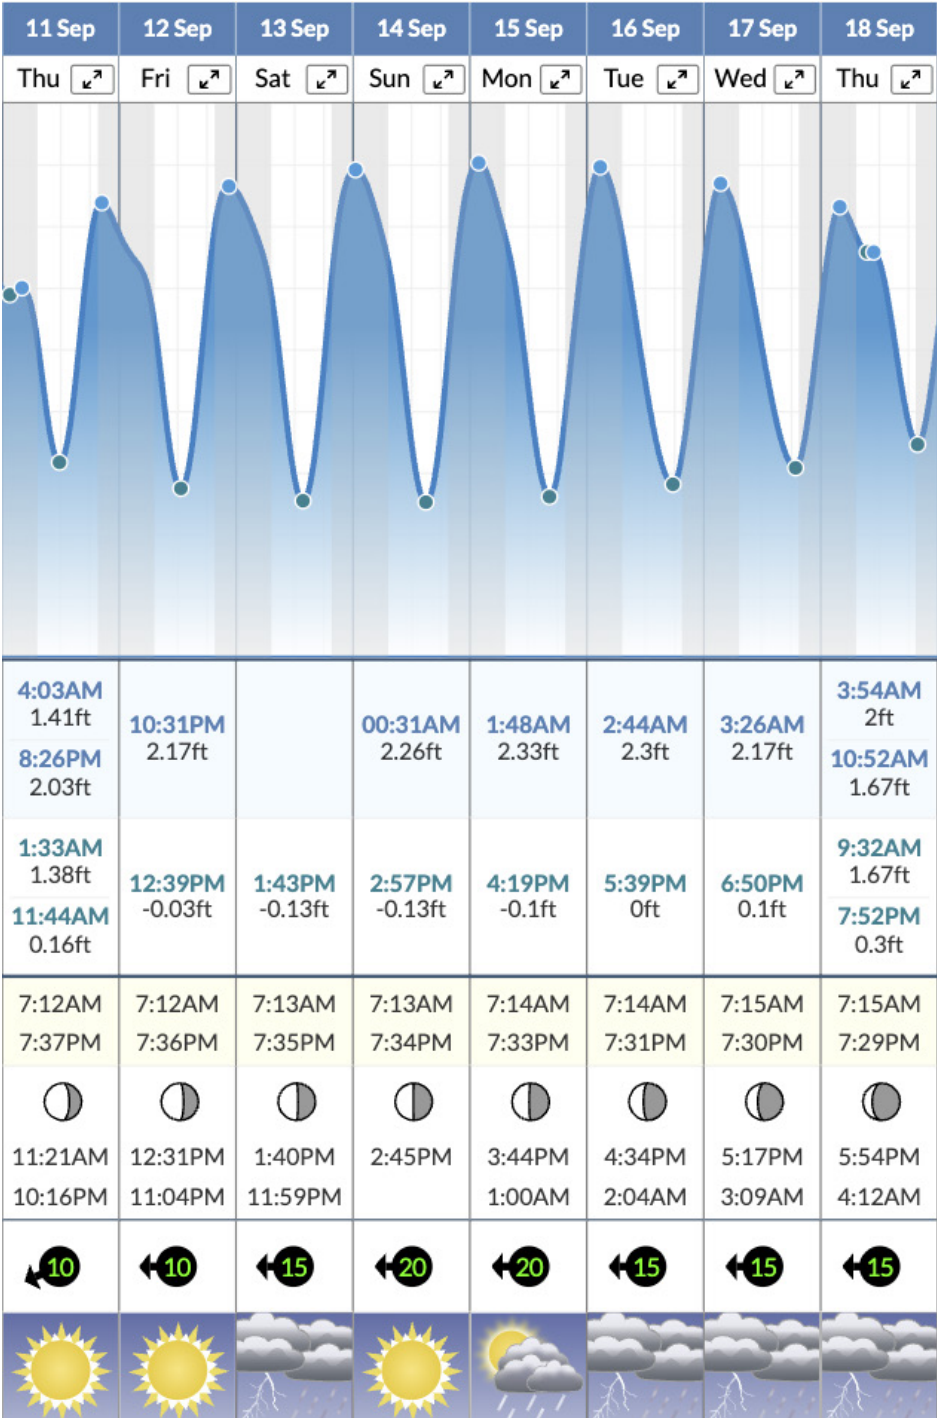 11 Sep 12 Sep 13 Sep 14 Sep 15 Sep 16 Sep 17 Sep 18 Sep
Thu Fri Sat Sun Mon Tue Wed Thu
4:03AM 3:54AM
1.41ft 10:31PM 00:31AM 1:48AM 2:44AM 3:26AM 2ft
8:26PM 2.17ft 2.26ft 2.33ft 2.3ft 2.17ft 10:52AM
2.03ft 1.67ft
1:33AM 9:32AM
1.38ft 12:39PM 1:43PM 2:57PM 4:19PM 5:39PM 6:50PM 1.67ft
11:44AM -0.03ft -0.13ft -0.13ft -0.1ft 0ft 0.1ft 7:52PM
0.16ft 0.3ft
7:12AM 7:12AM 7:13AM 7:13AM 7:14AM 7:14AM 7:15AM 7:15AM
7:37PM 7:36PM 7:35PM 7:34PM 7:33PM 7:31PM 7:30PM 7:29PM
11:21AM 12:31PM 1:40PM 2:45PM 3:44PM 4:34PM 5:17PM 5:54PM
10:16PM 11:04PM 11:59PM 1:00AM 2:04AM 3:09AM 4:12AM
10 10 15 20 20 15 15 15